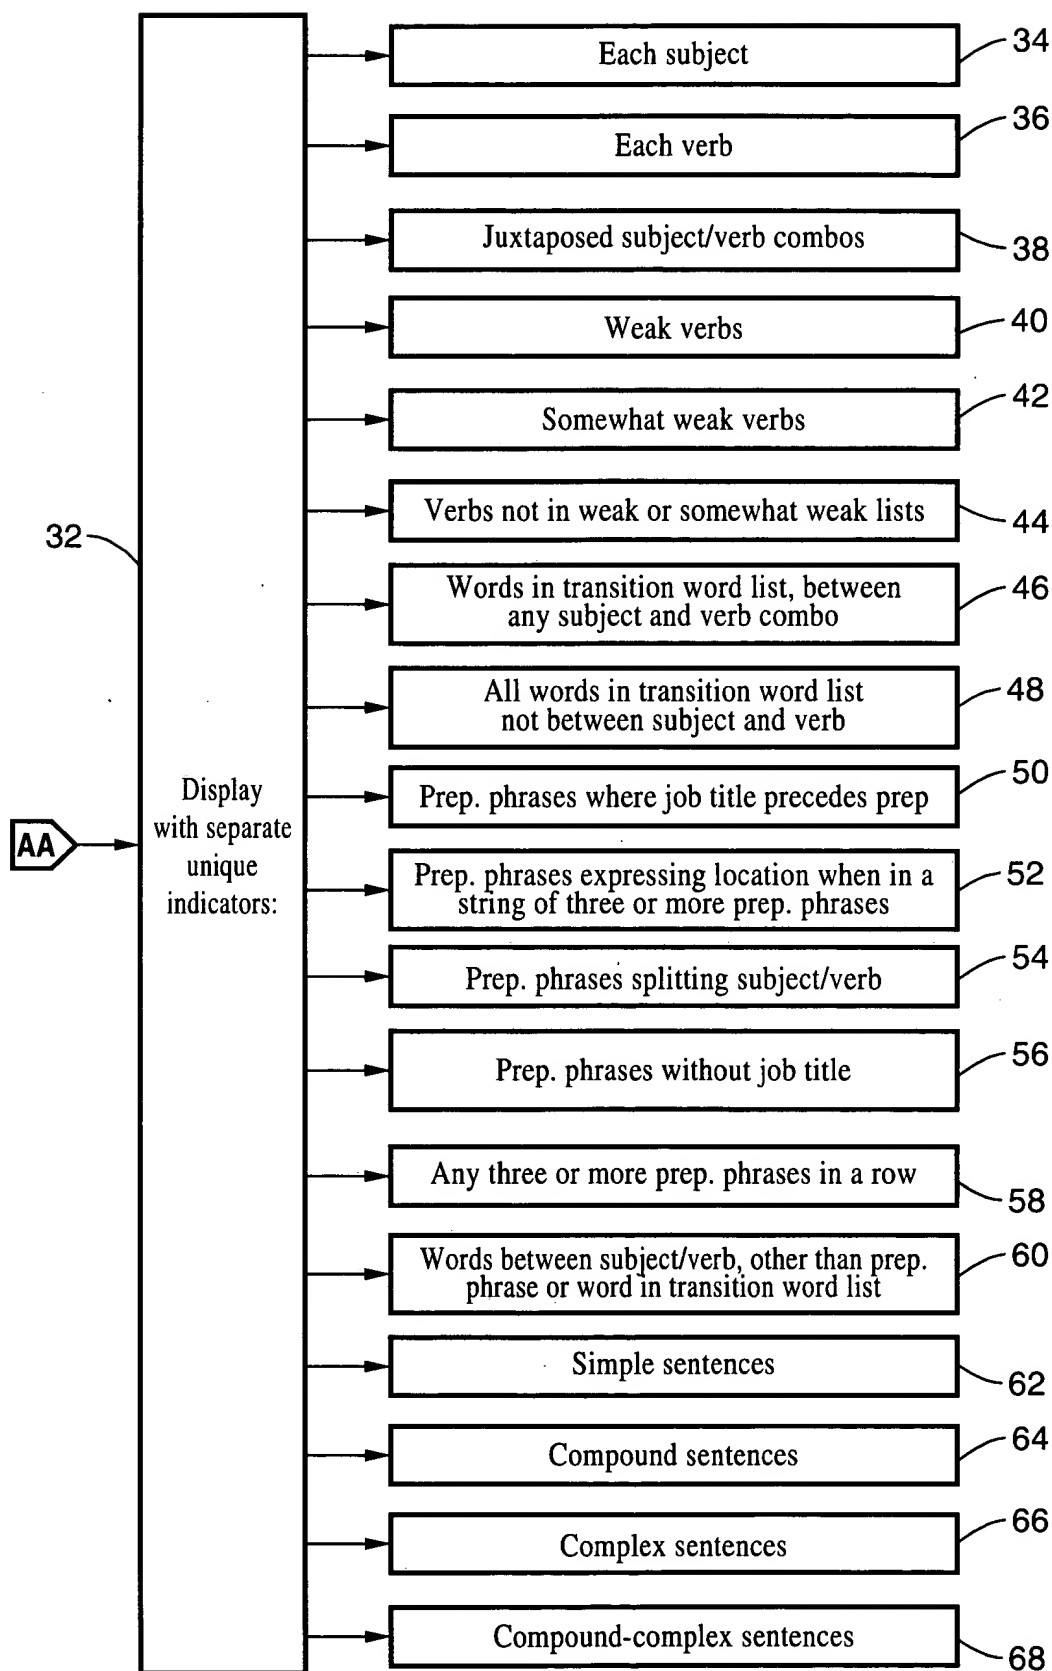 Each subject
34
Each verb
36
Juxtaposed subject/verb combos
38
Weak verbs
40
Somewhat weak verbs
42
Verbs not in weak or somewhat weak lists
44
32
Words in transition word list, between
any subject and verb combo
46
All words in transition word list
not between subject and verb
48
Prep. phrases where job title precedes prep
50
AA
Display
with separate
unique
indicators:
Prep. phrases expressing location when in a
string of three or more prep. phrases
52
Prep. phrases splitting subject/verb
54
Prep. phrases without job title
56
Any three or more prep. phrases in a row
58
Words between subject/verb, other than prep.
phrase or word in transition word list
60
Simple sentences
62
Compound sentences
64
Complex sentences
66
Compound-complex sentences
68